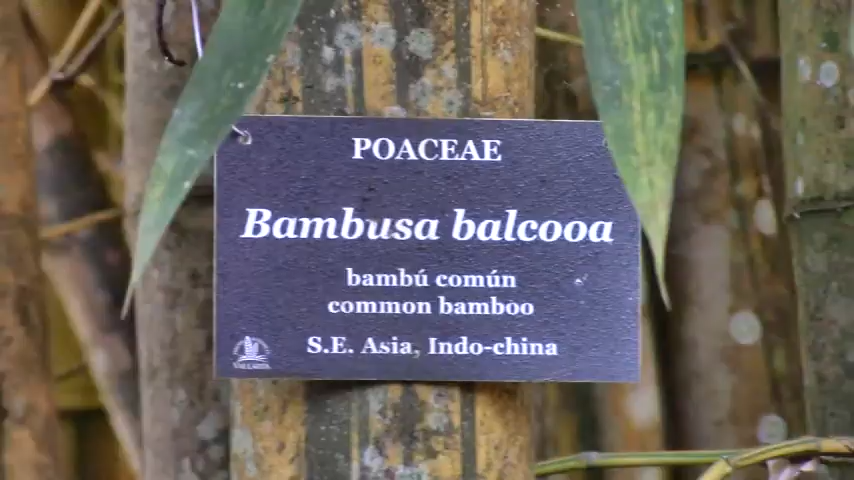 POACEAE
Bambusa balcooa
bambú común
common bamboo
S.E. Asia, Indo-china